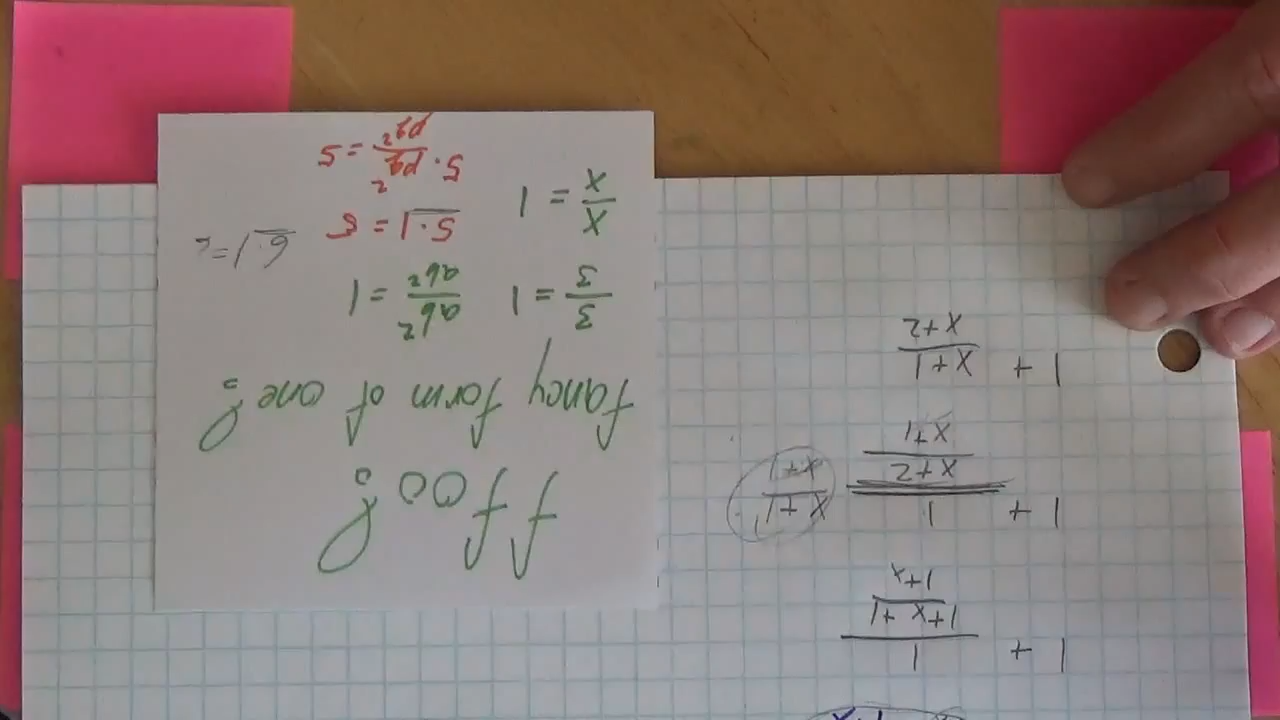 1 + 1/((1+x+1)/(x+1))
1 + 1/((x+2)/(x+1)) · (x+1)/(x+1)
1 + (x+1)/(x+2)
ffoo!
fancy form of one!
3/3 = 1 ab²/ab² = 1
x/x = 1 5·1 = 5
5·pq²/pq² = 5